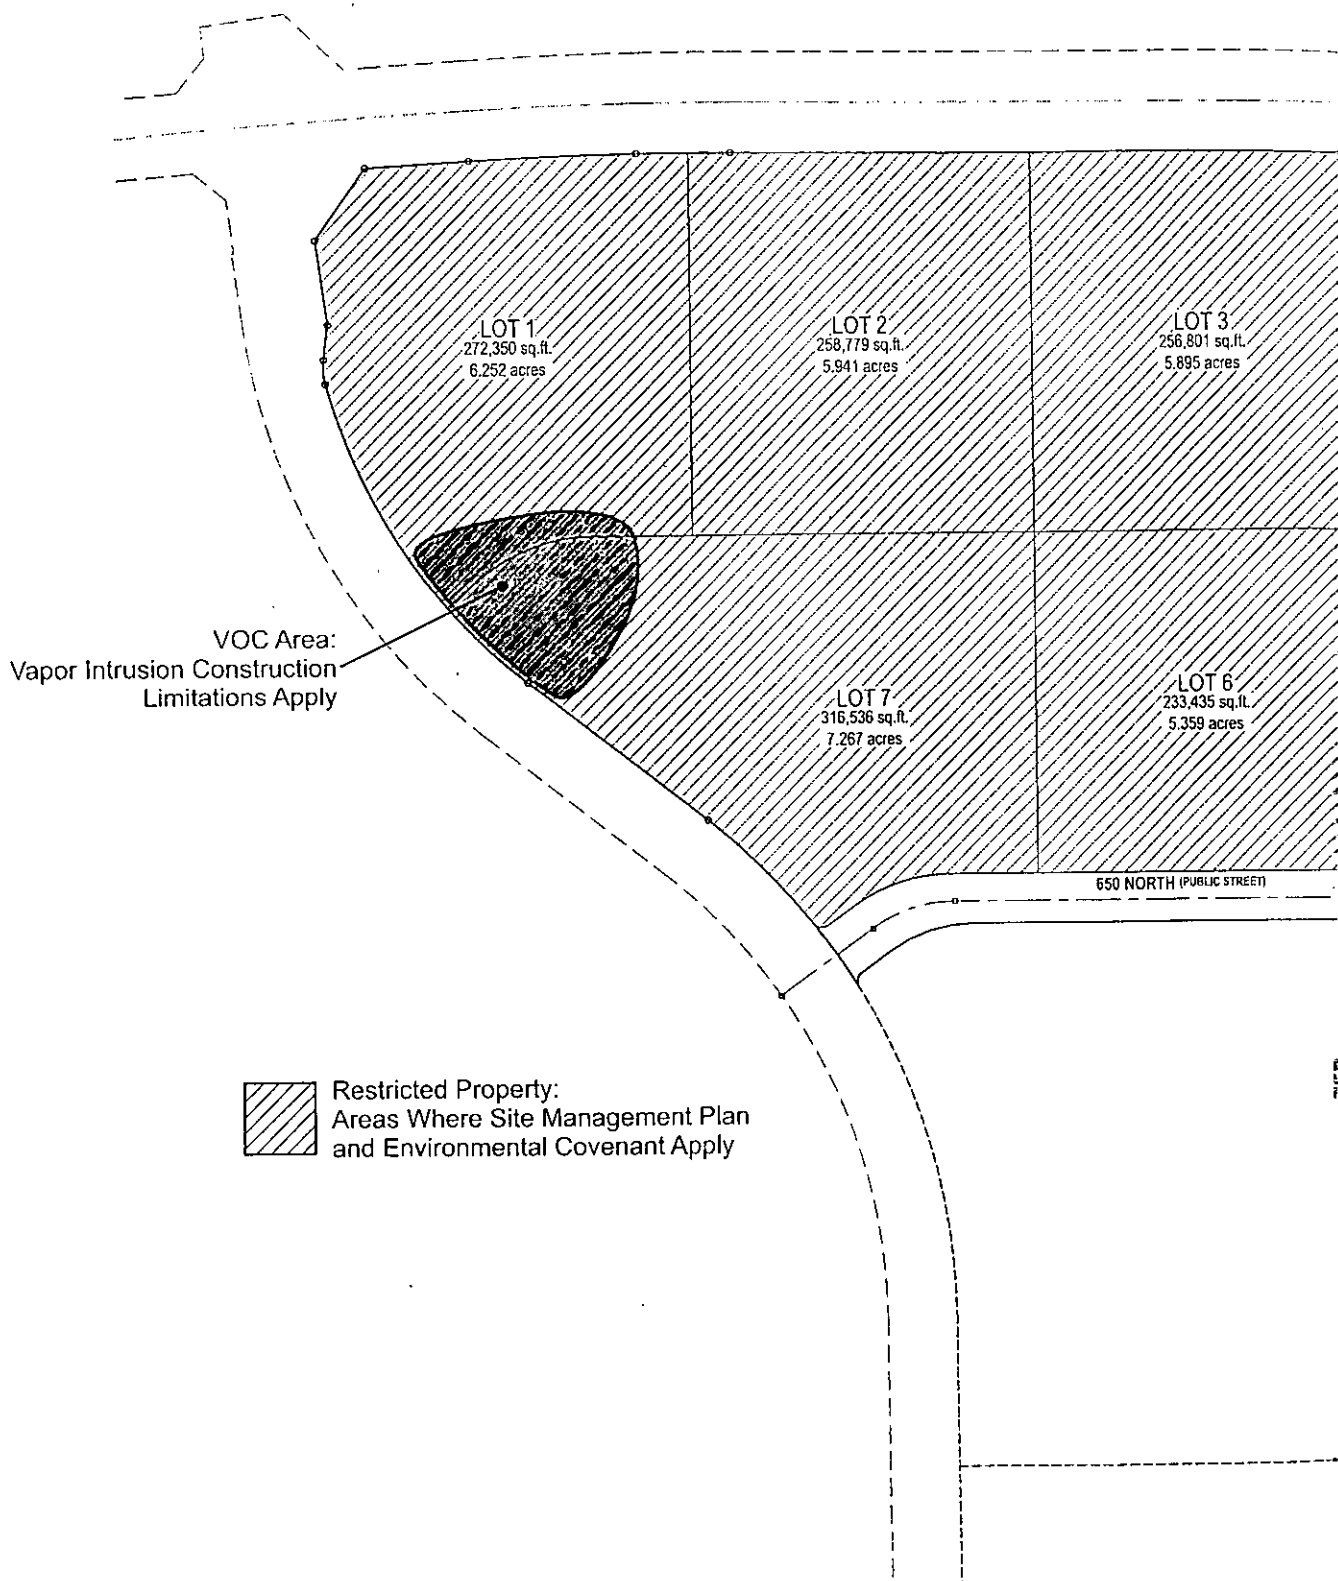 LOT 1
272,350 sq.ft.
6.252 acres
LOT 2
258,779 sq.ft.
5.941 acres
LOT 3
256,801 sq.ft.
5.895 acres
VOC Area:
Vapor Intrusion Construction
Limitations Apply
LOT 7
316,536 sq.ft.
7.267 acres
LOT 6
233,435 sq.ft.
5.359 acres
650 NORTH (PUBLIC STREET)
Restricted Property:
Areas Where Site Management Plan
and Environmental Covenant Apply